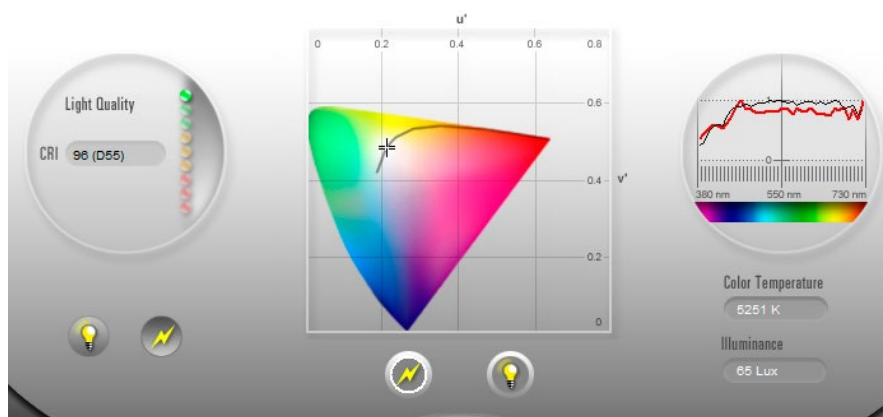 Light Quality
CRI 96 (D55)
u'
0 0.2 0.4 0.6 0.8
0.6
0.4
v'
0.2
0
0
380 nm 550 nm 730 nm
Color Temperature
5251 K
Illuminance
65 Lux